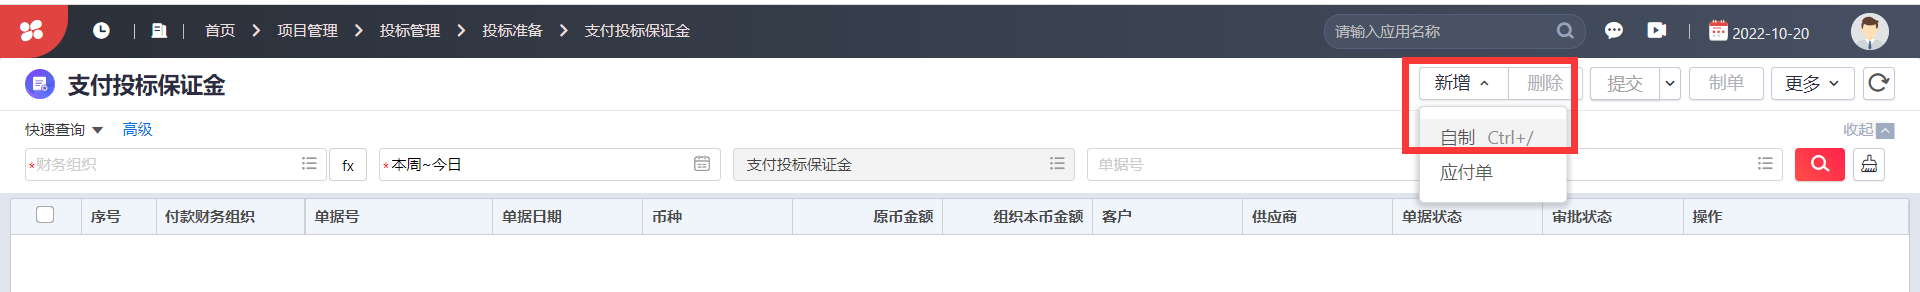 首页 项目管理 投标管理 投标准备 支付投标保证金 请输入应用名称 2022-10-20
支付投标保证金 新增 删除 提交 制单 更多
快速查询 高级 自制 Ctrl+/ 收起
*财务组织 fx *本周~今日 支付投标保证金 单据号 应付单
序号 付款财务组织 单据号 单据日期 币种 原币金额 组织本币金额 客户 供应商 单据状态 审批状态 操作